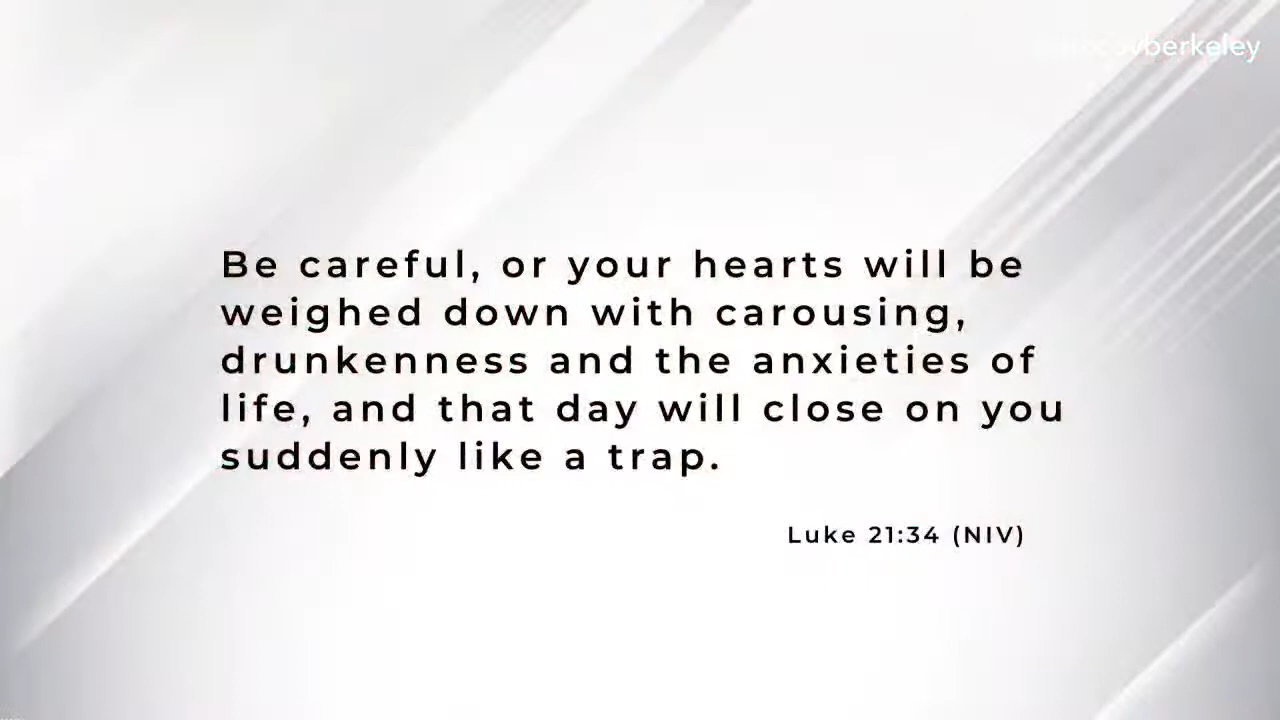 Be careful, or your hearts will be
weighed down with carousing,
drunkenness and the anxieties of
life, and that day will close on you
suddenly like a trap.
Luke 21:34 (NIV)